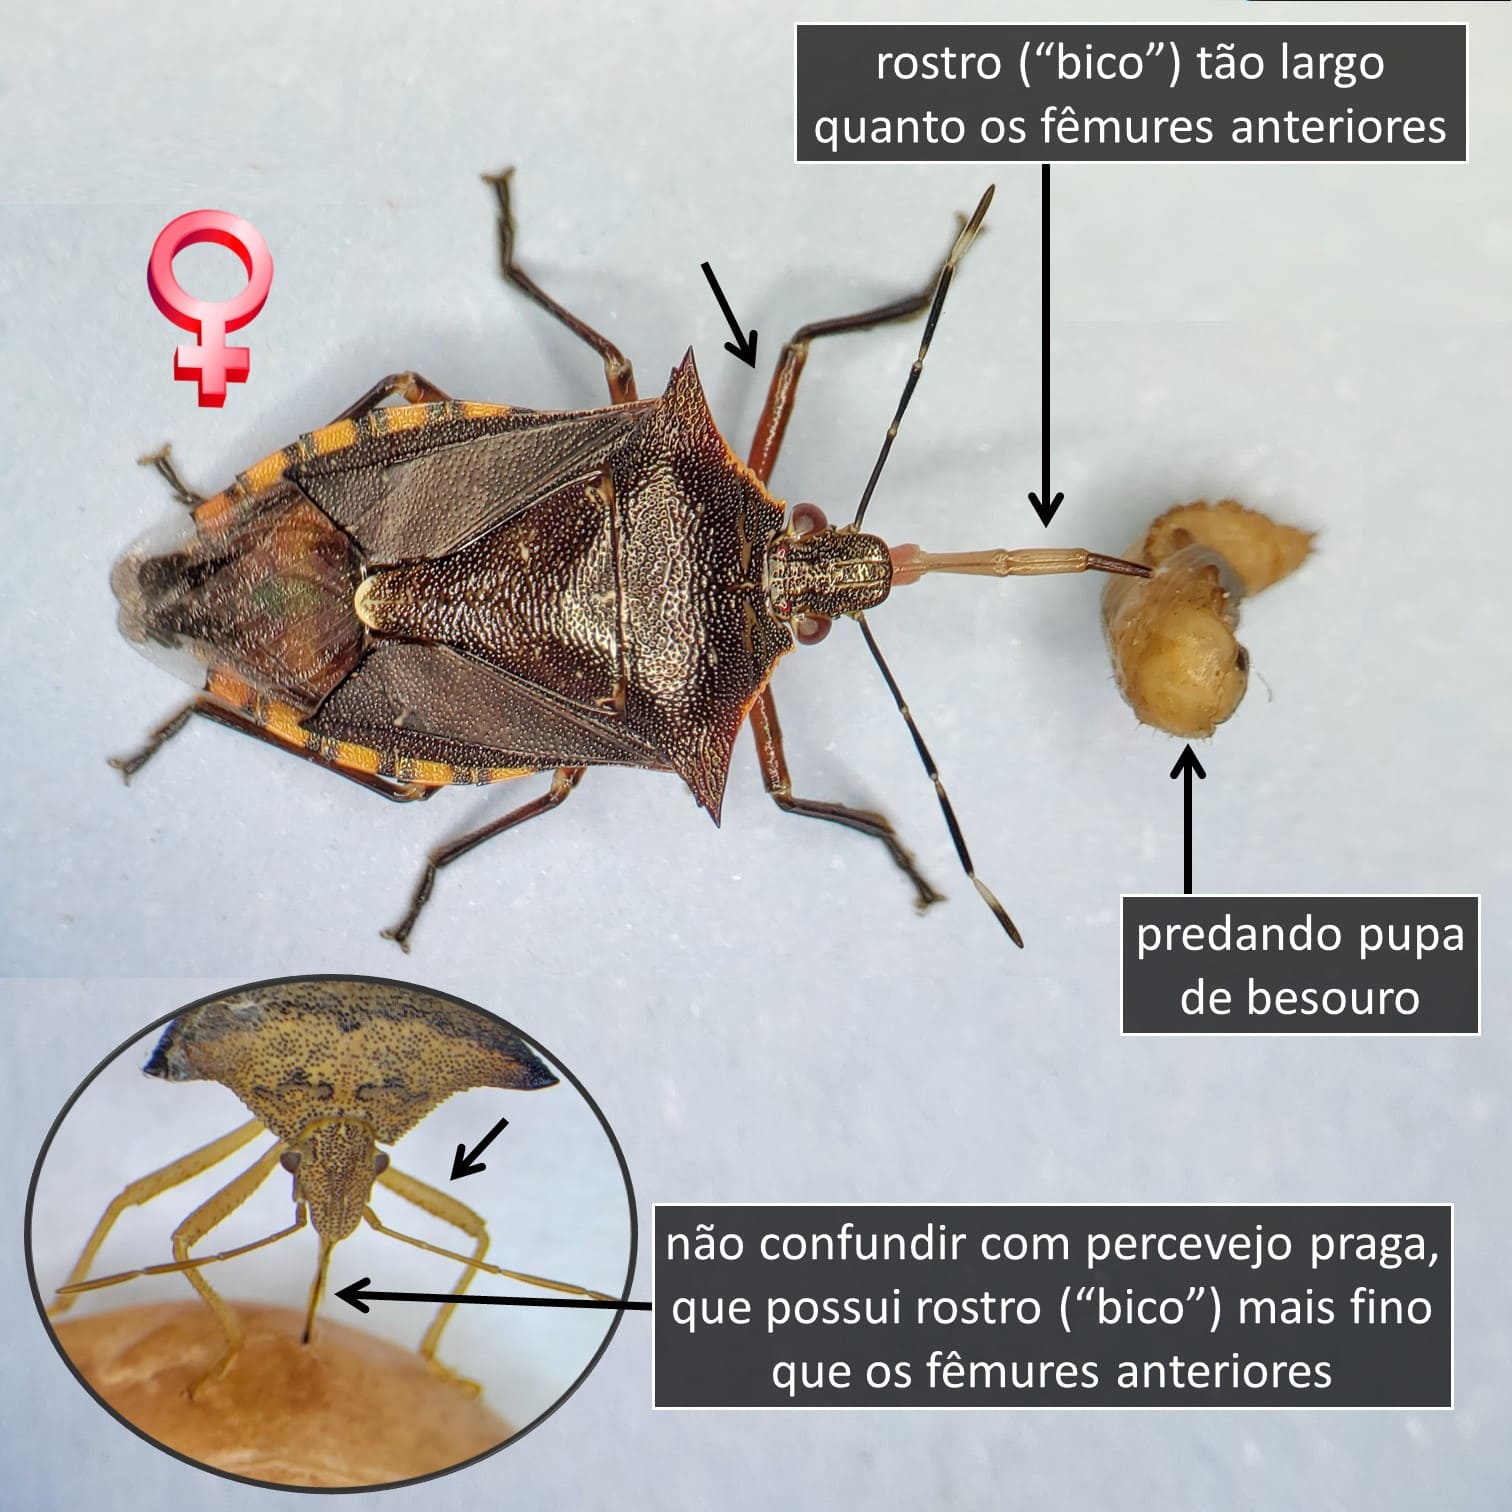 rostro (“bico”) tão largo
quanto os fêmures anteriores
predando pupa
de besouro
não confundir com percevejo praga,
que possui rostro (“bico”) mais fino
que os fêmures anteriores